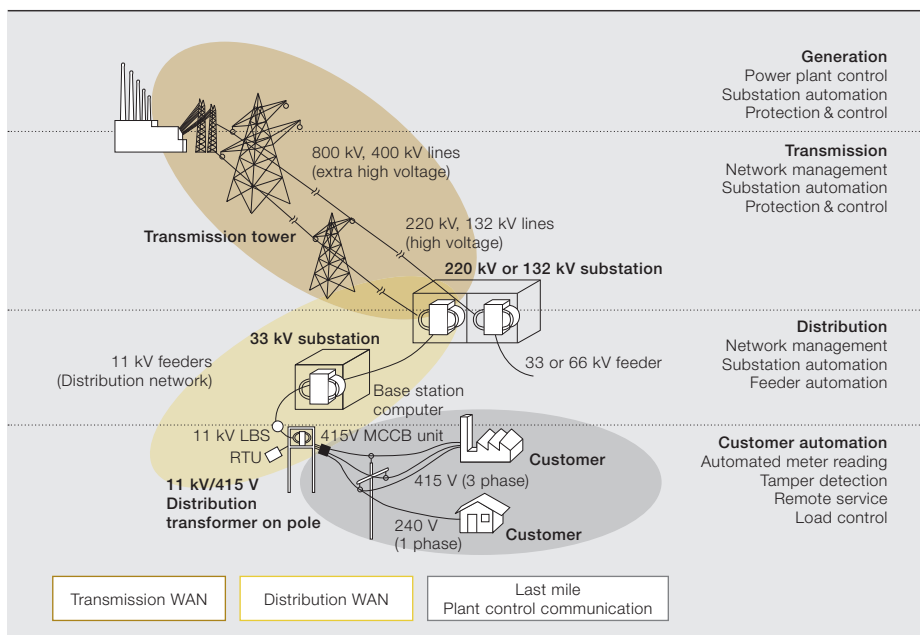 Generation
Power plant control
Substation automation
Protection & control
800 kV, 400 kV lines
(extra high voltage)
Transmission
Network management
Substation automation
Protection & control
Transmission tower
220 kV, 132 kV lines
(high voltage)
220 kV or 132 kV substation
33 kV substation
11 kV feeders
(Distribution network)
Base station
computer
33 or 66 kV feeder
Distribution
Network management
Substation automation
Feeder automation
11 kV LBS
415V MCCB unit
RTU
11 kV/415 V
Distribution
transformer on pole
Customer
415 V (3 phase)
240 V
(1 phase)
Customer
Customer automation
Automated meter reading
Tamper detection
Remote service
Load control
Transmission WAN
Distribution WAN
Last mile
Plant control communication